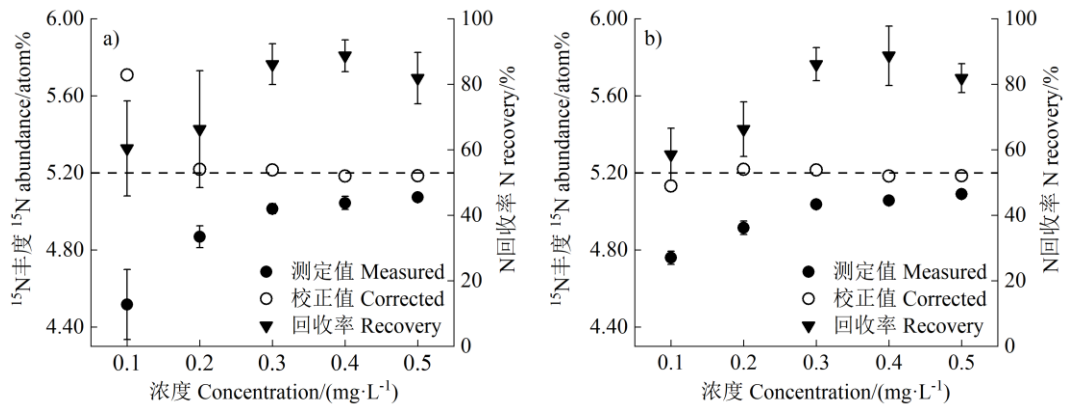 a)
6.00
5.60
5.20
4.80
4.40
¹⁵N丰度 ¹⁵N abundance/atom%
100
80
60
40
20
0
N回收率 N recovery/%
测定值 Measured
校正值 Corrected
回收率 Recovery
0.1 0.2 0.3 0.4 0.5
浓度 Concentration/(mg·L⁻¹)
b)
6.00
5.60
5.20
4.80
4.40
¹⁵N丰度 ¹⁵N abundance/atom%
100
80
60
40
20
0
N回收率 N recovery/%
测定值 Measured
校正值 Corrected
回收率 Recovery
0.1 0.2 0.3 0.4 0.5
浓度 Concentration/(mg·L⁻¹)